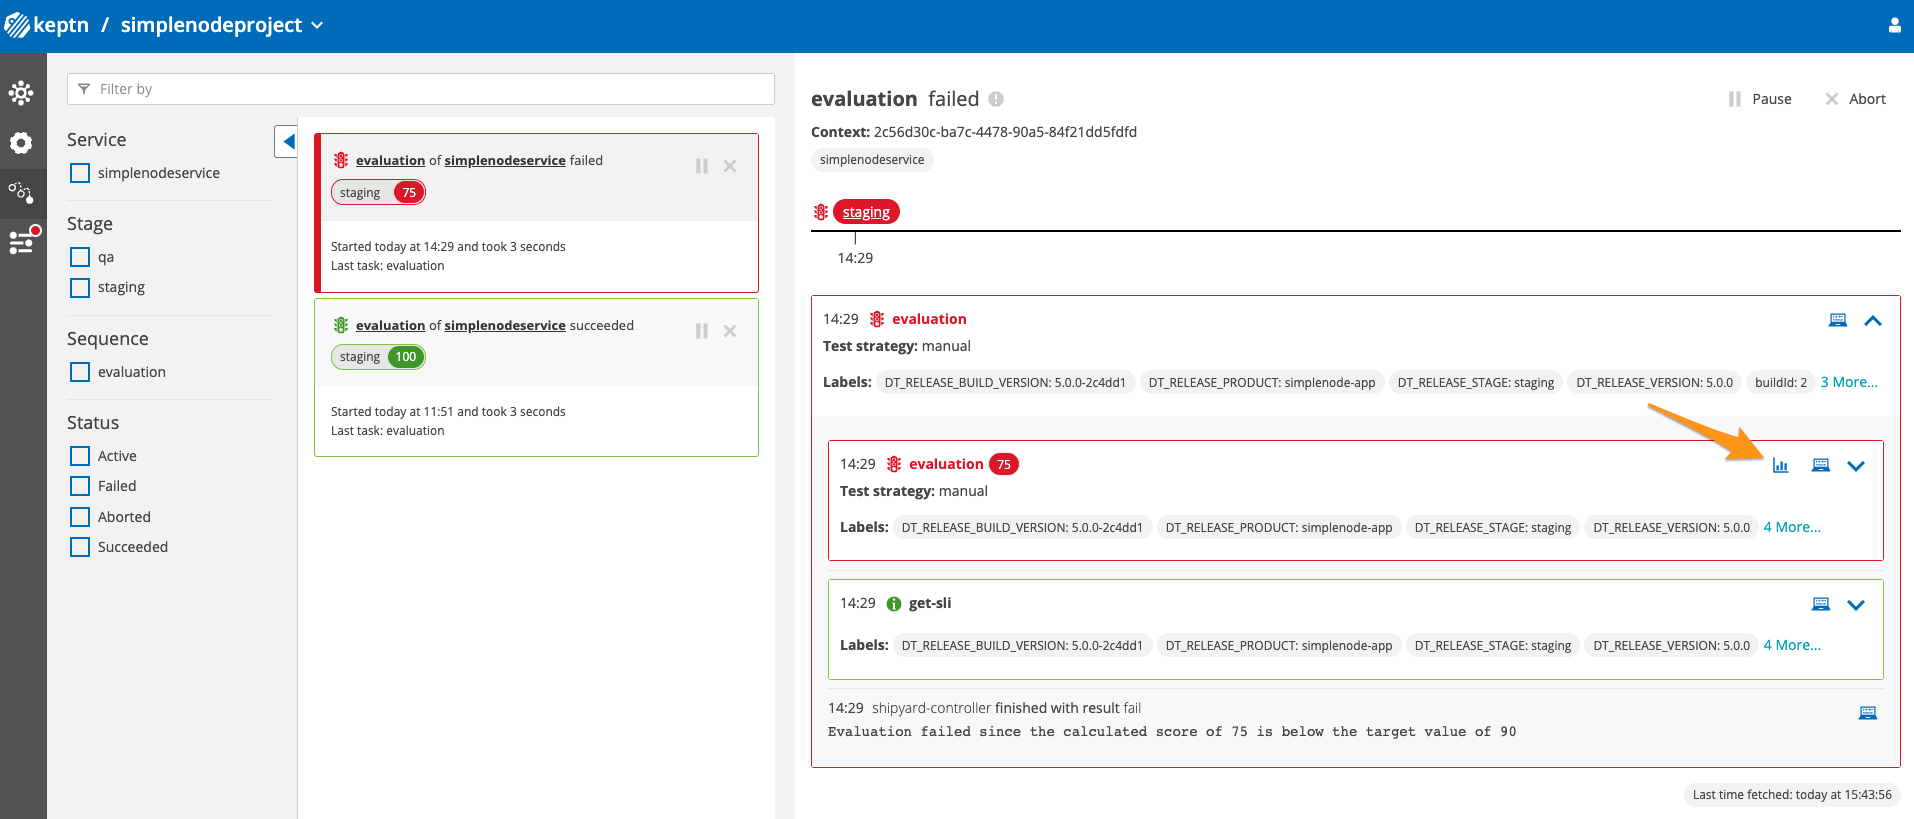 keptn / simplenodeproject
Filter by
Service
simplenodeservice
Stage
qa
staging
Sequence
evaluation
Status
Active
Failed
Aborted
Succeeded
evaluation of simplenodeservice failed
staging 75
Started today at 14:29 and took 3 seconds
Last task: evaluation
evaluation of simplenodeservice succeeded
staging 100
Started today at 11:51 and took 3 seconds
Last task: evaluation
evaluation failed
Pause
Abort
Context: 2c56d30c-ba7c-4478-90a5-84f21dd5fdfd
simplenodeservice
staging
14:29
14:29 evaluation
Test strategy: manual
Labels: DT_RELEASE_BUILD_VERSION: 5.0.0-2c4dd1 DT_RELEASE_PRODUCT: simplenode-app DT_RELEASE_STAGE: staging DT_RELEASE_VERSION: 5.0.0 buildId: 2 3 More...
14:29 evaluation 75
Test strategy: manual
Labels: DT_RELEASE_BUILD_VERSION: 5.0.0-2c4dd1 DT_RELEASE_PRODUCT: simplenode-app DT_RELEASE_STAGE: staging DT_RELEASE_VERSION: 5.0.0 4 More...
14:29 get-sli
Labels: DT_RELEASE_BUILD_VERSION: 5.0.0-2c4dd1 DT_RELEASE_PRODUCT: simplenode-app DT_RELEASE_STAGE: staging DT_RELEASE_VERSION: 5.0.0 4 More...
14:29 shipyard-controller finished with result fail
Evaluation failed since the calculated score of 75 is below the target value of 90
Last time fetched: today at 15:43:56